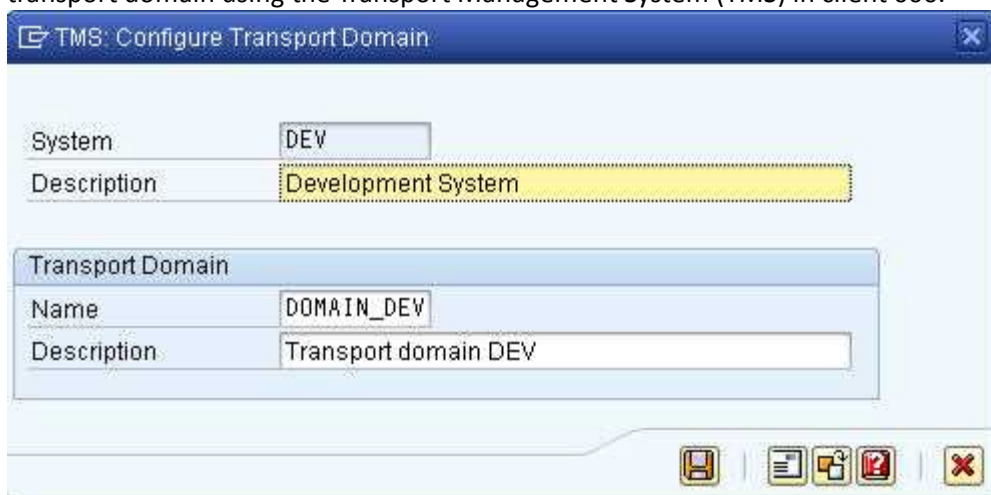 transport domain using the Transport Management System (TMS) in client 000.
TMS: Configure Transport Domain
System DEV
Description Development System
Transport Domain
Name DOMAIN_DEV
Description Transport domain DEV